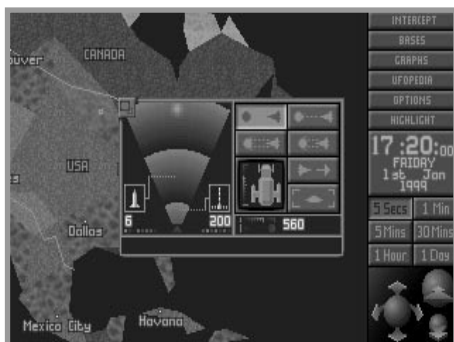 INTERCEPT
BASES
CANADA
GRAPHS
UFOPEDIA
OPTIONS
HIGHLIGHT
17:20:00
FRIDAY
1st Jan
1999
USA
5 Secs 1 Min
6 200 560
Dallas
5 Mins 30 Mins
1 Hour 1 Day
Mexico City Havana